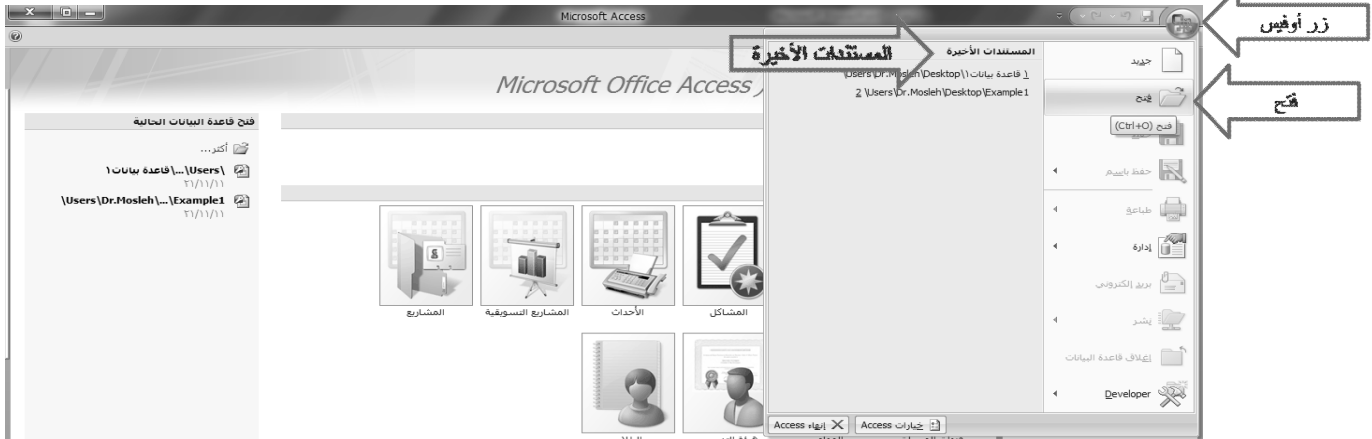 Microsoft Access
زر أوفيس
المستندات الأخيرة
المستندات الأخيرة
جديد
1 قاعدة بيانات١\Users\Dr.Mosleh\Desktop\
2 \Users\Dr.Mosleh\Desktop\Example1
فتح
فتح
فتح (Ctrl+O)
حفظ باسم
طباعة
إدارة
بريد إلكتروني
نشر
إغلاق قاعدة البيانات
Developer
خيارات Access
إنهاء Access
Microsoft Office Access
فتح قاعدة البيانات الحالية
أكثر...
\Users\...\قاعدة بيانات١
٢١/١١/١١
\Users\Dr.Mosleh\...\Example1
٢١/١١/١١
المشاكل
الأحداث
المشاريع التسويقية
المشاريع